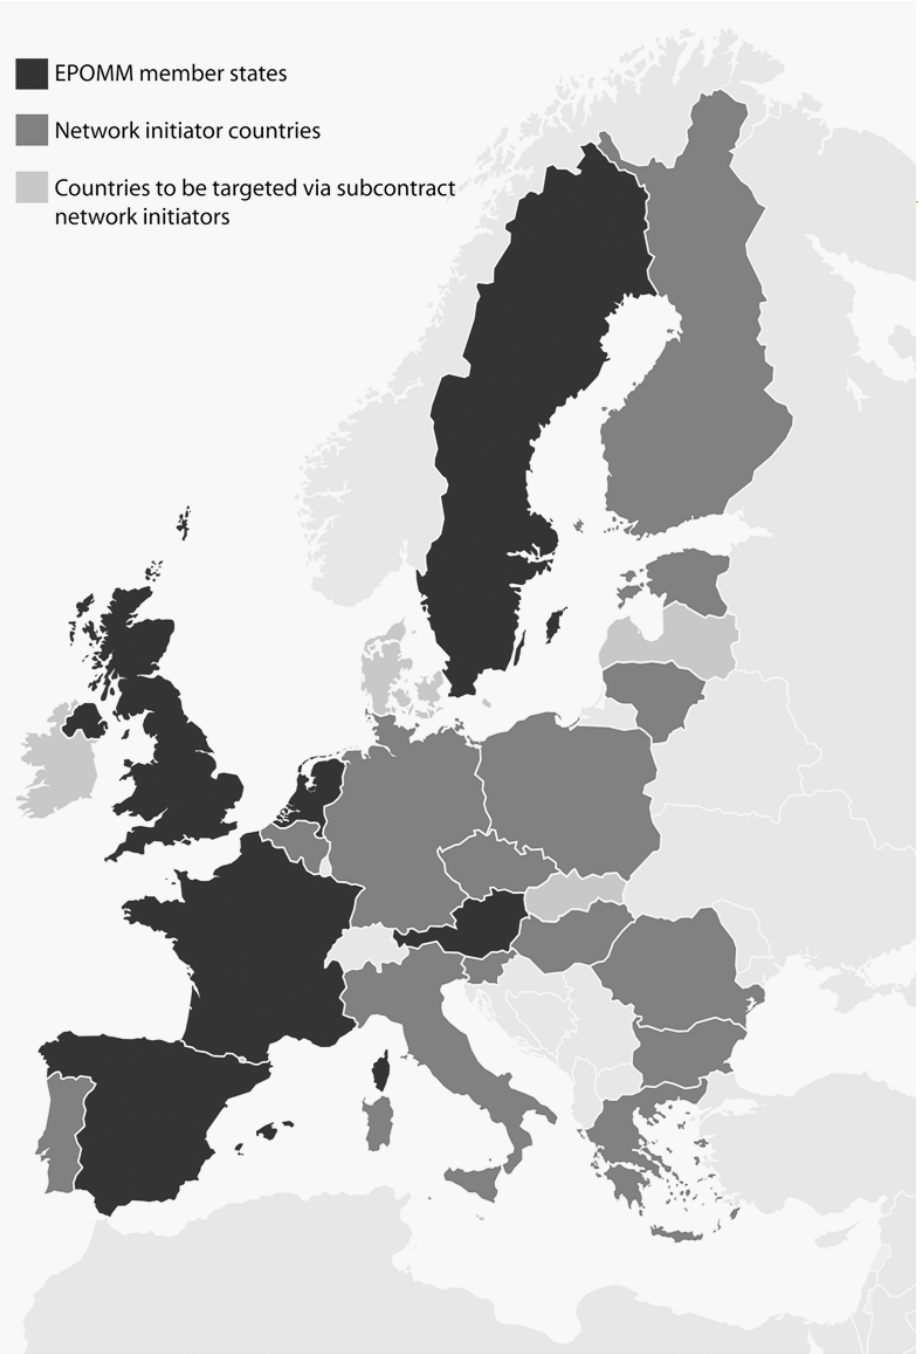 EPOMM member states
Network initiator countries
Countries to be targeted via subcontract
network initiators